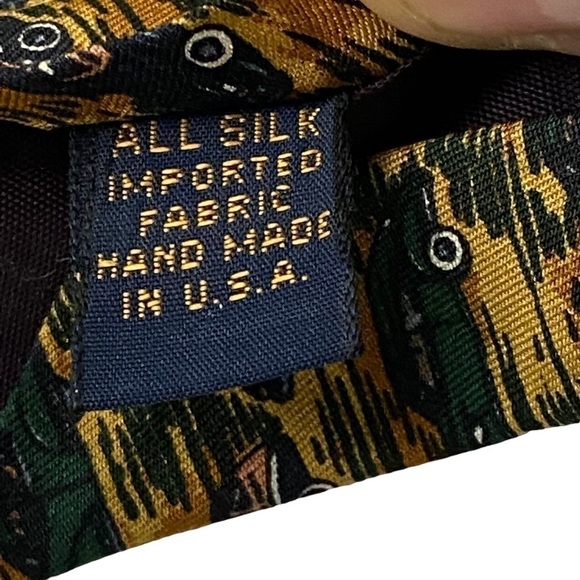 ALL SILK
IMPORTED
FABRIC
HAND MADE
IN U.S.A.